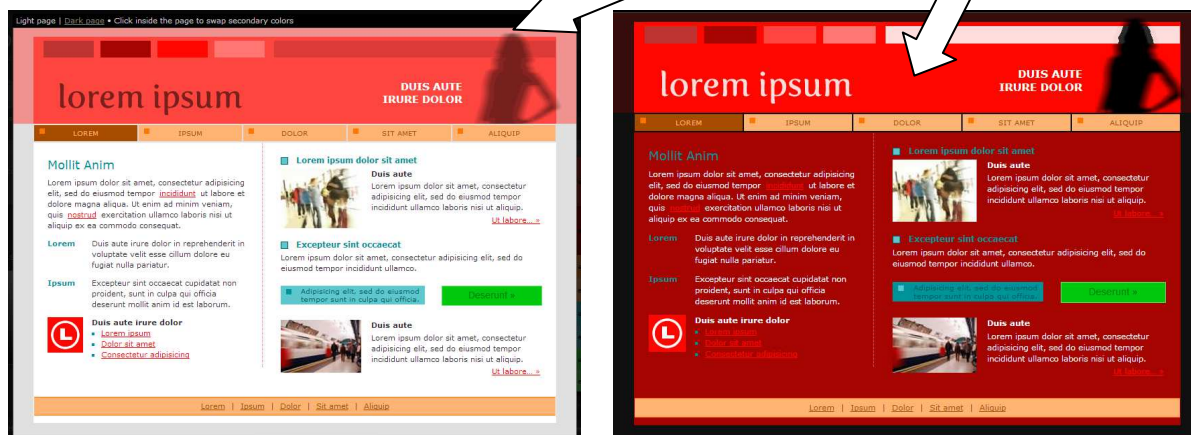 Light page | Dark page • Click inside the page to swap secondary colors
lorem ipsum
DUIS AUTE
IRURE DOLOR
LOREM
IPSUM
DOLOR
SIT AMET
ALIQUIP
Mollit Anim
Lorem ipsum dolor sit amet, consectetur adipisicing
elit, sed do eiusmod tempor incididunt ut labore et
dolore magna aliqua. Ut enim ad minim veniam,
quis nostrud exercitation ullamco laboris nisi ut
aliquip ex ea commodo consequat.
Lorem
Duis aute irure dolor in reprehenderit in
voluptate velit esse cillum dolore eu
fugiat nulla pariatur.
Ipsum
Excepteur sint occaecat cupidatat non
proident, sunt in culpa qui officia
deserunt mollit anim id est laborum.
L
Duis aute irure dolor
Lorem ipsum
Dolor sit amet
Consectetur adipisicing
Lorem ipsum dolor sit amet
Duis aute
Lorem ipsum dolor sit amet, consectetur
adipisicing elit, sed do eiusmod tempor
incididunt ullamco laboris nisi ut aliquip.
Ut labore... »
Excepteur sint occaecat
Lorem ipsum dolor sit amet, consectetur adipisicing elit, sed do
eiusmod tempor incididunt ullamco.
Adipisicing elit, sed do eiusmod
tempor sunt in culpa qui officia.
Deserunt »
Duis aute
Lorem ipsum dolor sit amet, consectetur
adipisicing elit, sed do eiusmod tempor
incididunt ullamco laboris nisi ut aliquip.
Ut labore... »
Lorem | Ipsum | Dolor | Sit amet | Aliquip
lorem ipsum
DUIS AUTE
IRURE DOLOR
LOREM
IPSUM
DOLOR
SIT AMET
ALIQUIP
Mollit Anim
Lorem ipsum dolor sit amet, consectetur adipisicing
elit, sed do eiusmod tempor incididunt ut labore et
dolore magna aliqua. Ut enim ad minim veniam,
quis nostrud exercitation ullamco laboris nisi ut
aliquip ex ea commodo consequat.
Lorem
Duis aute irure dolor in reprehenderit in
voluptate velit esse cillum dolore eu
fugiat nulla pariatur.
Ipsum
Excepteur sint occaecat cupidatat non
proident, sunt in culpa qui officia
deserunt mollit anim id est laborum.
L
Duis aute irure dolor
Lorem ipsum
Dolor sit amet
Consectetur adipisicing
Lorem ipsum dolor sit amet
Duis aute
Lorem ipsum dolor sit amet, consectetur
adipisicing elit, sed do eiusmod tempor
incididunt ullamco laboris nisi ut aliquip.
Ut labore... »
Excepteur sint occaecat
Lorem ipsum dolor sit amet, consectetur adipisicing elit, sed do
eiusmod tempor incididunt ullamco.
Adipisicing elit, sed do eiusmod
tempor sunt in culpa qui officia.
Deserunt »
Duis aute
Lorem ipsum dolor sit amet, consectetur
adipisicing elit, sed do eiusmod tempor
incididunt ullamco laboris nisi ut aliquip.
Ut labore... »
Lorem | Ipsum | Dolor | Sit amet | Aliquip